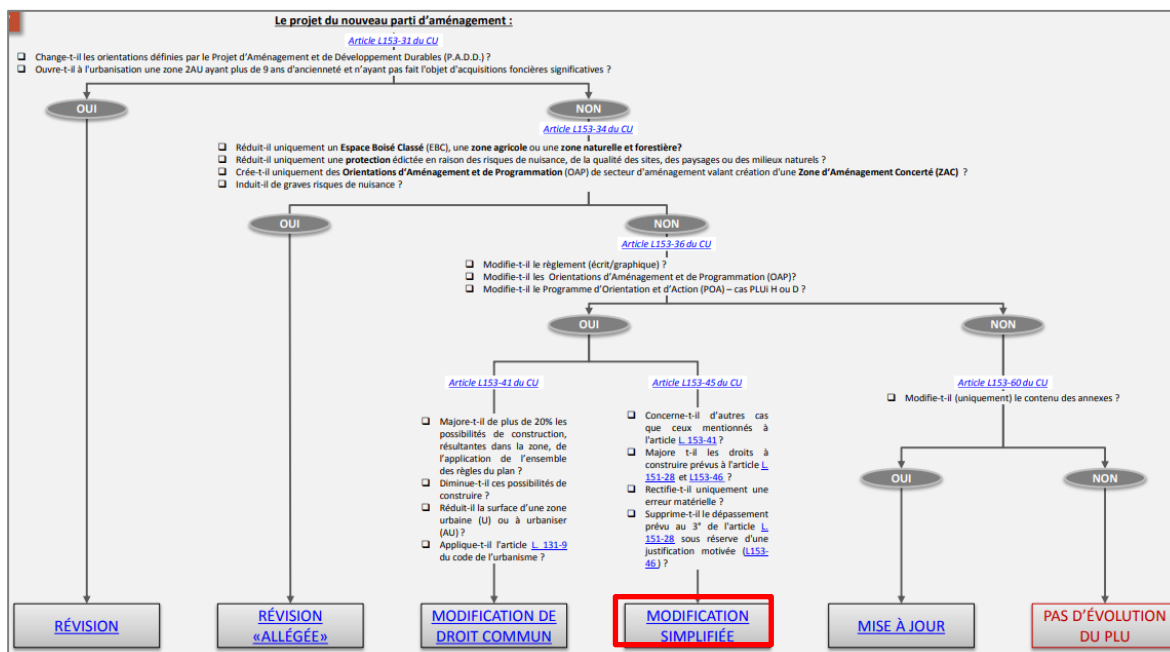 Le projet du nouveau parti d'aménagement :
Article L153-31 du CU
Change-t-il les orientations définies par le Projet d'Aménagement et de Développement Durables (P.A.D.D.) ?
Ouvre-t-il à l'urbanisation une zone 2AU ayant plus de 9 ans d'ancienneté et n'ayant pas fait l'objet d'acquisitions foncières significatives ?
OUI
NON
Article L153-34 du CU
Réduit-il uniquement un Espace Boisé Classé (EBC), une zone agricole ou une zone naturelle et forestière?
Réduit-il uniquement une protection édictée en raison des risques de nuisance, de la qualité des sites, des paysages ou des milieux naturels ?
Crée-t-il uniquement des Orientations d'Aménagement et de Programmation (OAP) de secteur d'aménagement valant création d'une Zone d'Aménagement Concerté (ZAC) ?
Induit-il de graves risques de nuisance ?
OUI
NON
Article L153-36 du CU
Modifie-t-il le règlement (écrit/graphique) ?
Modifie-t-il les Orientations d'Aménagement et de Programmation (OAP)?
Modifie-t-il le Programme d'Orientation et d'Action (POA) – cas PLUi H ou D ?
OUI
NON
Article L153-41 du CU
Majore-t-il de plus de 20% les
possibilités de construction,
résultantes dans la zone, de
l'application de l'ensemble
des règles du plan ?
Diminue-t-il ces possibilités de
construire ?
Réduit-il la surface d'une zone
urbaine (U) ou à urbaniser
(AU) ?
Applique-t-il l'article L. 131-9
du code de l'urbanisme ?
Article L153-45 du CU
Concerne-t-il d'autres cas
que ceux mentionnés à
l'article L. 153-41 ?
Majore t-il les droits à
construire prévus à l'article L.
151-28 et L153-46 ?
Rectifie-t-il uniquement une
erreur matérielle ?
Supprime-t-il le dépassement
prévu au 3° de l'article L.
151-28 sous réserve d'une
justification motivée (L153-
46 ) ?
Article L153-60 du CU
Modifie-t-il (uniquement) le contenu des annexes ?
OUI
NON
RÉVISION
RÉVISION
«ALLÉGÉE»
MODIFICATION DE
DROIT COMMUN
MODIFICATION
SIMPLIFIÉE
MISE À JOUR
PAS D'ÉVOLUTION
DU PLU